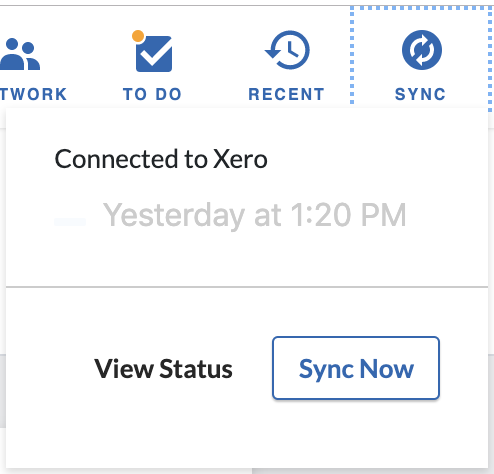 TWORK TO DO RECENT SYNC
Connected to Xero
Yesterday at 1:20 PM
View Status Sync Now